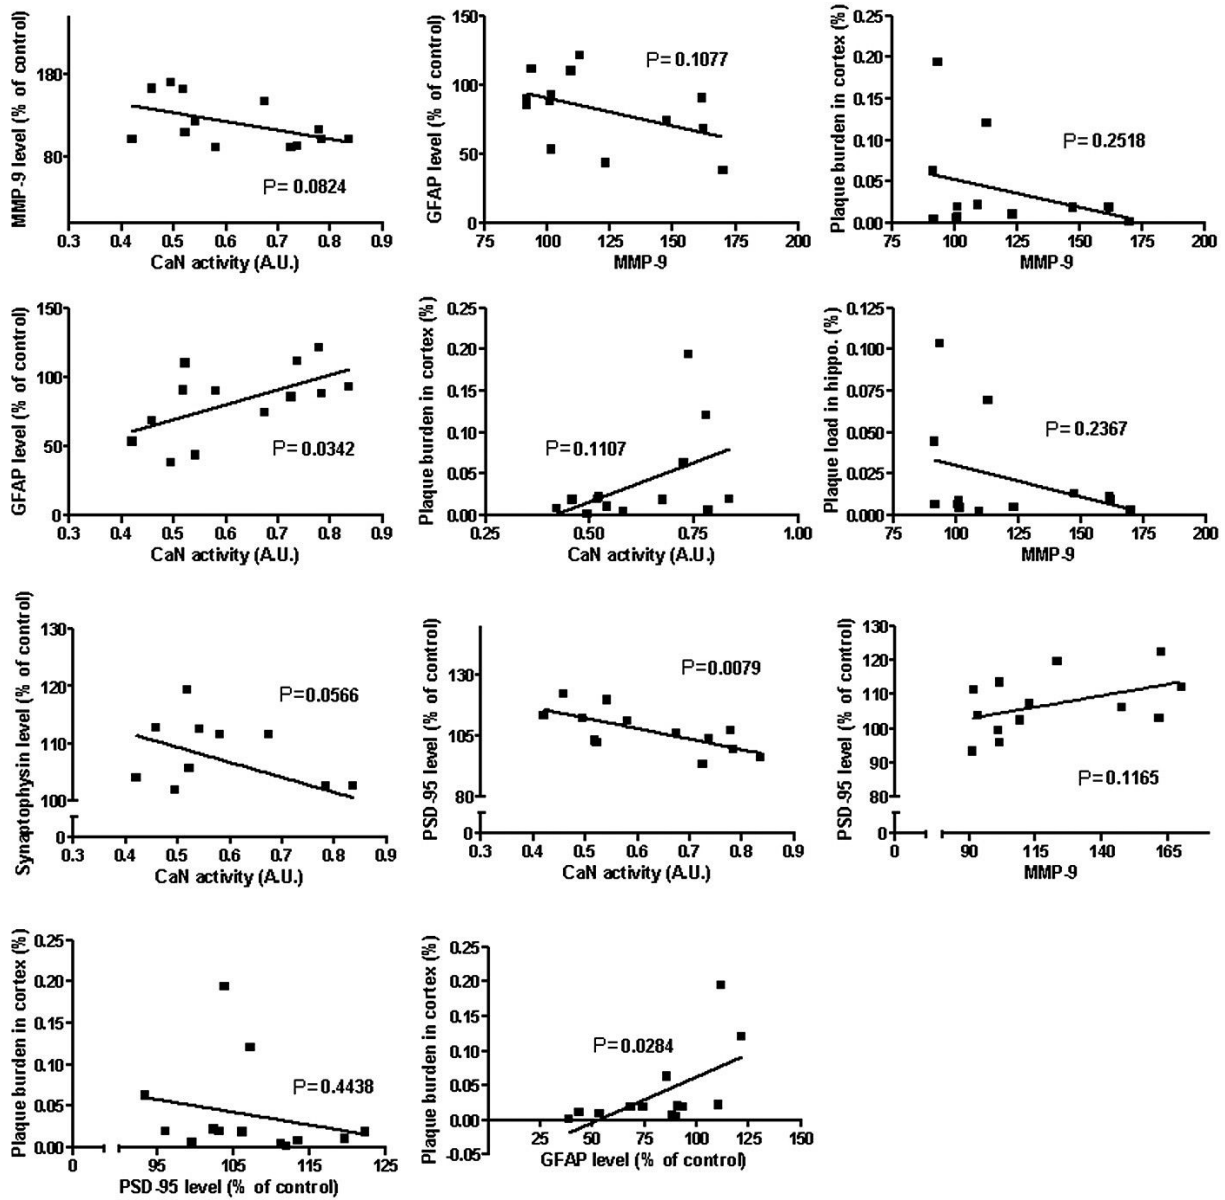 MMP-9 level (% of control)
180
80
P= 0.0824
0.3 0.4 0.5 0.6 0.7 0.8 0.9
CaN activity (A.U.)
GFAP level (% of control)
150
100
50
0
P= 0.1077
75 100 125 150 175 200
MMP-9
Plaque burden in cortex (%)
0.25
0.20
0.15
0.10
0.05
0.00
P= 0.2518
75 100 125 150 175 200
MMP-9
GFAP level (% of control)
150
100
50
0
P= 0.0342
0.3 0.4 0.5 0.6 0.7 0.8 0.9
CaN activity (A.U.)
Plaque burden in cortex (%)
0.25
0.20
0.15
0.10
0.05
0.00
P= 0.1107
0.25 0.50 0.75 1.00
CaN activity (A.U.)
Plaque load in hippo. (%)
0.125
0.100
0.075
0.050
0.025
0.000
P= 0.2367
75 100 125 150 175 200
MMP-9
Synaptophysin level (% of control)
130
120
110
100
0
P=0.0566
0.3 0.4 0.5 0.6 0.7 0.8 0.9
CaN activity (A.U.)
PSD-95 level (% of control)
130
105
80
0
P=0.0079
0.3 0.4 0.5 0.6 0.7 0.8 0.9
CaN activity (A.U.)
PSD-95 level (% of control)
130
120
110
100
90
80
0
P= 0.1165
0 90 115 140 165
MMP-9
Plaque burden in cortex (%)
0.25
0.20
0.15
0.10
0.05
0.00
P= 0.4438
0 95 105 115 125
PSD-95 level (% of control)
Plaque burden in cortex (%)
0.25
0.20
0.15
0.10
0.05
0.00
-0.05
P= 0.0284
25 50 75 100 125 150
GFAP level (% of control)